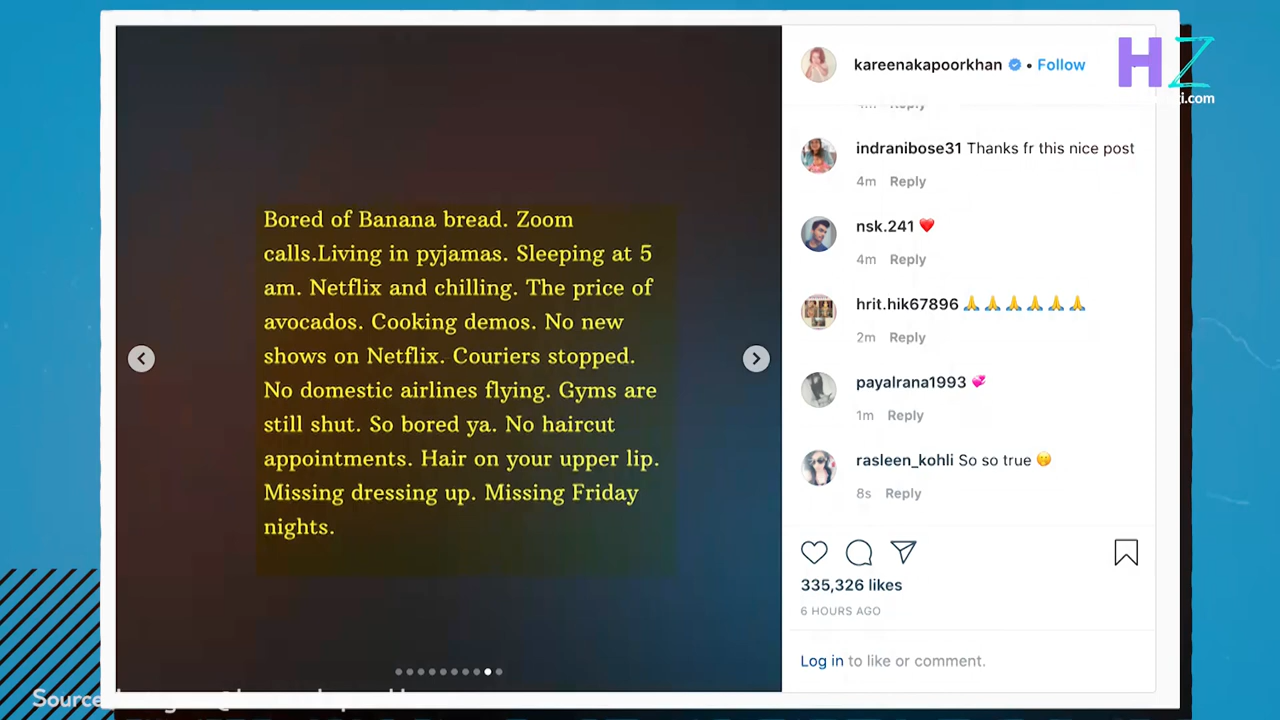 Bored of Banana bread. Zoom
calls.Living in pyjamas. Sleeping at 5
am. Netflix and chilling. The price of
avocados. Cooking demos. No new
shows on Netflix. Couriers stopped.
No domestic airlines flying. Gyms are
still shut. So bored ya. No haircut
appointments. Hair on your upper lip.
Missing dressing up. Missing Friday
nights.
kareenakapoorkhan • Follow
HZ
Reply
indranibose31 Thanks fr this nice post
4m Reply
nsk.241 ❤️
4m Reply
hrit.hik67896 🙏🙏🙏🙏🙏🙏
2m Reply
payalrana1993 💞
1m Reply
rasleen_kohli So so true 🤭
8s Reply
335,326 likes
6 HOURS AGO
Log in to like or comment.
Source